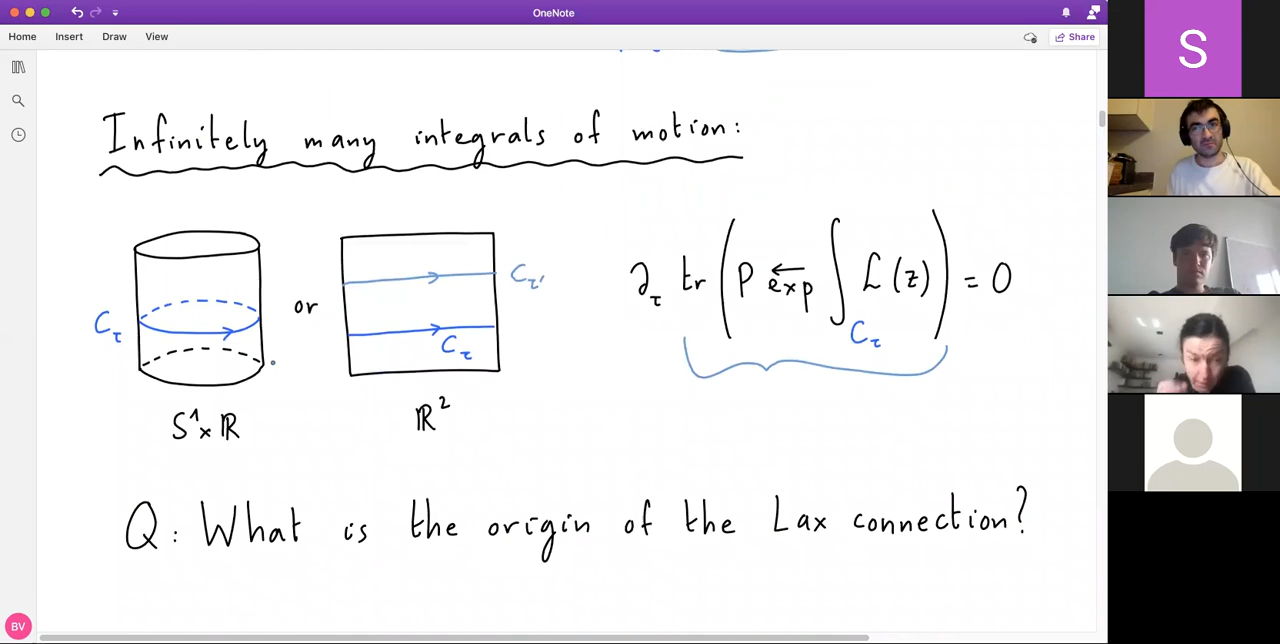 OneNote
Home Insert Draw View Share
S
Infinitely many integrals of motion:
C_τ or C_τ' C_τ ∂_τ tr ( P ←exp ∫_{C_τ} L(z) ) = 0
S¹×ℝ ℝ²
Q: What is the origin of the Lax connection?
BV